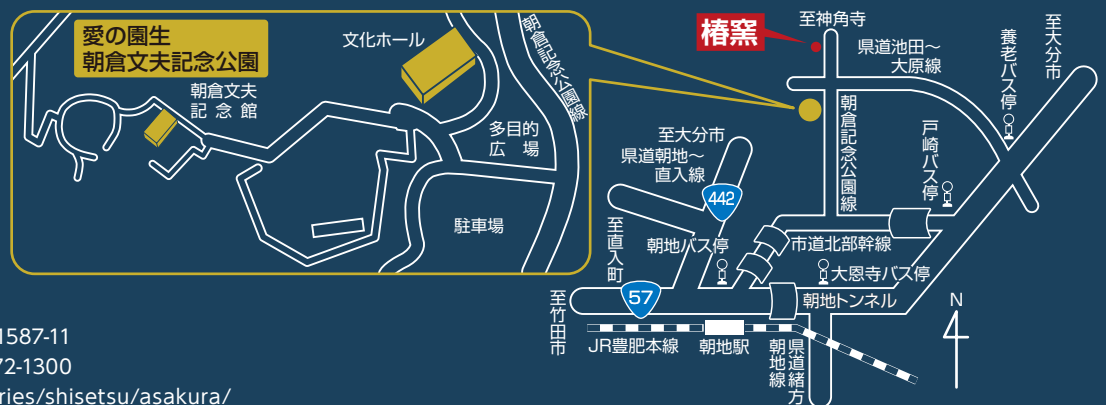 愛の園生
朝倉文夫記念公園
朝倉文夫
記念館
文化ホール
朝倉記念公園線
多目的
広場
駐車場
椿窯
至神角寺
県道池田～
大原線
養老バス停
至大分市
朝倉記念公園線
戸崎バス停
至大分市
県道朝地～
直入線
442
至直入町
朝地バス停
市道北部幹線
大恩寺バス停
57
朝地トンネル
至竹田市
JR豊肥本線
朝地駅
県道緒方
朝地線
N
1587-11
72-1300
ries/shisetsu/asakura/